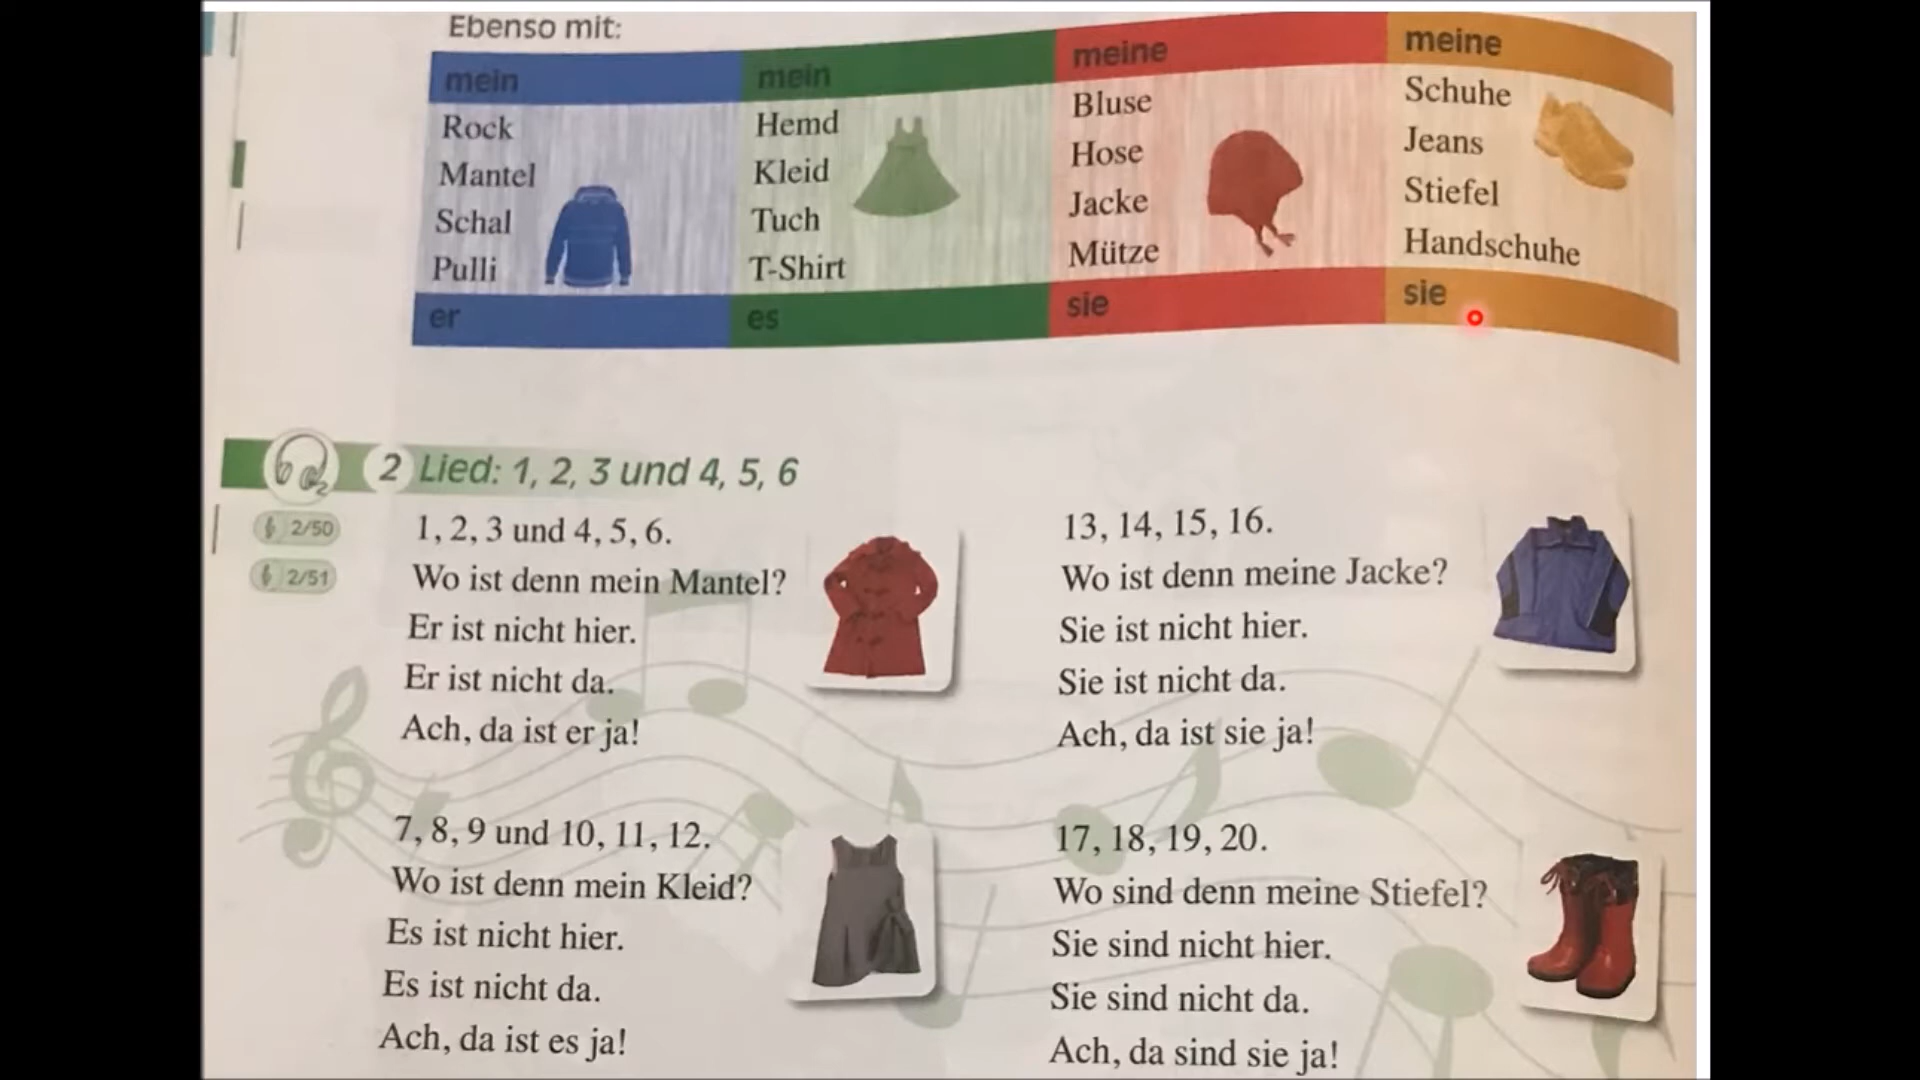 Ebenso mit:
mein
Rock
Mantel
Schal
Pulli
er
mein
Hemd
Kleid
Tuch
T-Shirt
es
meine
Bluse
Hose
Jacke
Mütze
sie
meine
Schuhe
Jeans
Stiefel
Handschuhe
sie
2 Lied: 1, 2, 3 und 4, 5, 6
2
2/50
2/51
1, 2, 3 und 4, 5, 6.
Wo ist denn mein Mantel?
Er ist nicht hier.
Er ist nicht da.
Ach, da ist er ja!
7, 8, 9 und 10, 11, 12.
Wo ist denn mein Kleid?
Es ist nicht hier.
Es ist nicht da.
Ach, da ist es ja!
13, 14, 15, 16.
Wo ist denn meine Jacke?
Sie ist nicht hier.
Sie ist nicht da.
Ach, da ist sie ja!
17, 18, 19, 20.
Wo sind denn meine Stiefel?
Sie sind nicht hier.
Sie sind nicht da.
Ach, da sind sie ja!